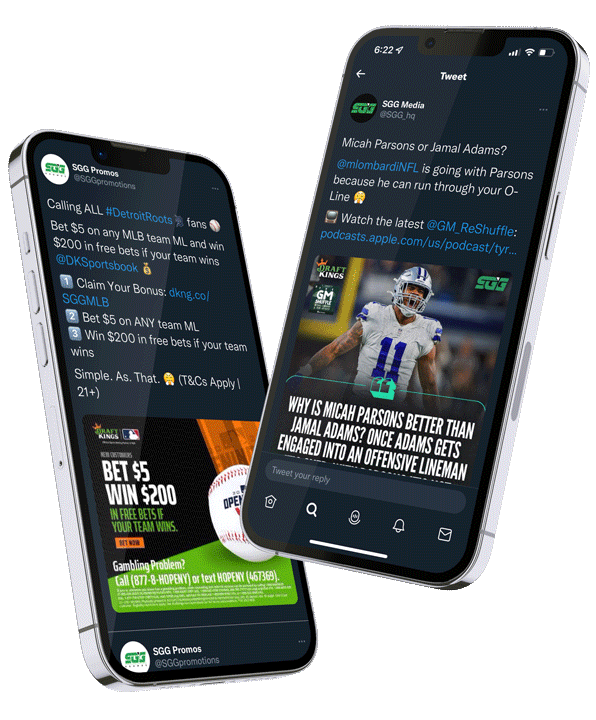 SGG
SGG Promos
@SGGpromotions
Calling ALL #DetroitRoots fans
Bet $5 on any MLB team ML and win
$200 in free bets if your team wins
@DKSportsbook
1 Claim Your Bonus: dkng.co/
SGGMLB
2 Bet $5 on ANY team ML
3 Win $200 in free bets if your team
wins
Simple. As. That. (T&Cs Apply |
21+)
DRAFT
KINGS
MLB
NEW CUSTOMERS
BET $5
WIN $200
IN FREE BETS IF
YOUR TEAM WINS.
BET NOW
Gambling Problem?
Call (877-8-HOPENY) or text HOPENY (467369).
SGG
SGG Promos
@SGGpromotions
6:22
Tweet
SGG
SGG Media
@SGG_hq
Micah Parsons or Jamal Adams?
@mlombardiNFL is going with Parsons
because he can run through your O-
Line
Watch the latest @GM_ReShuffle:
podcasts.apple.com/us/podcast/tyr...
DRAFT
KINGS
SGG
GM
SHUFFLE
11
WHY IS MICAH PARSONS BETTER THAN
JAMAL ADAMS? ONCE ADAMS GETS
ENGAGED INTO AN OFFENSIVE LINEMAN
Tweet your reply